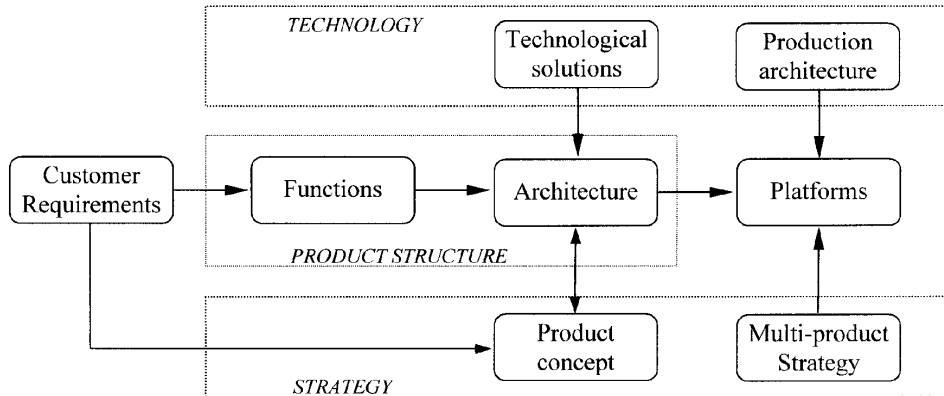 TECHNOLOGY
Technological
solutions
Production
architecture
Customer
Requirements
Functions
Architecture
Platforms
PRODUCT STRUCTURE
Product
concept
Multi-product
Strategy
STRATEGY